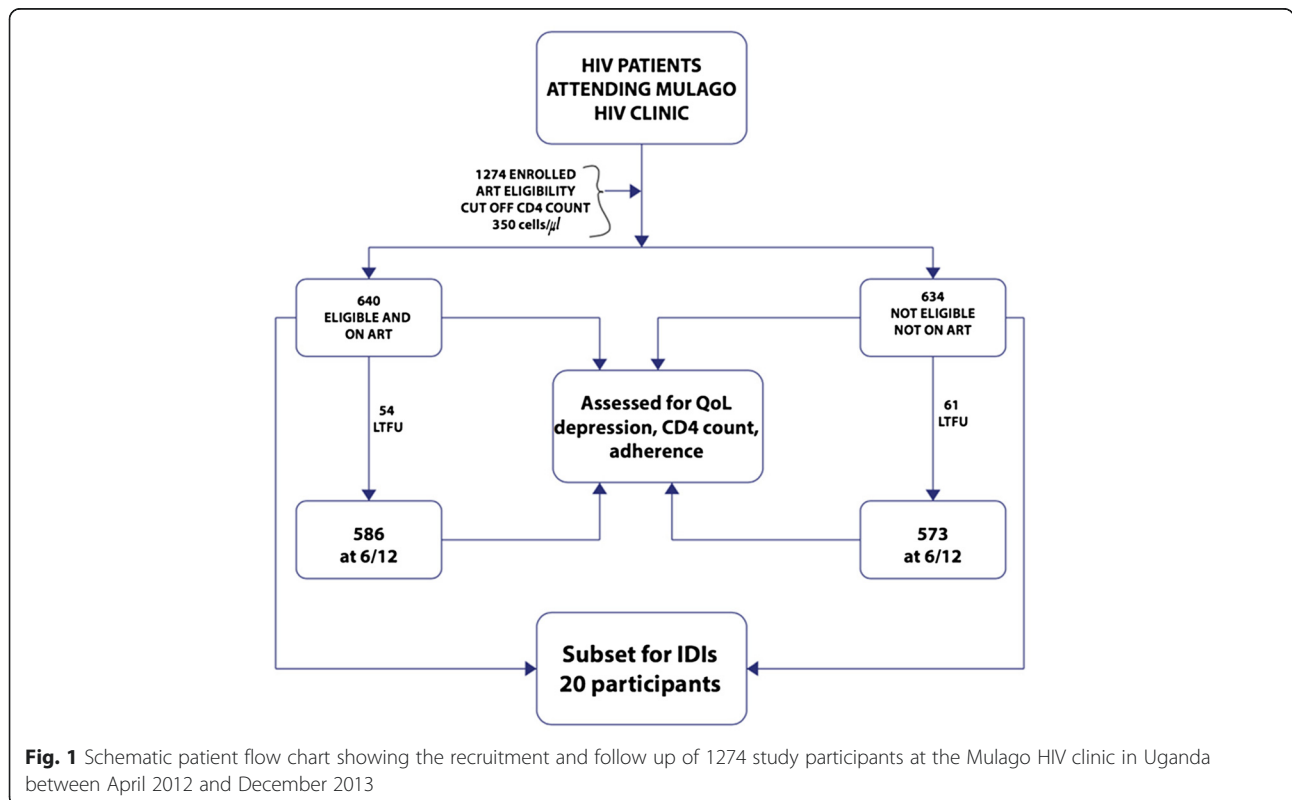 HIV PATIENTS
ATTENDING MULAGO
HIV CLINIC
1274 ENROLLED
ART ELIGIBILITY
CUT OFF CD4 COUNT
350 cells/µl
640
ELIGIBLE AND
ON ART
634
NOT ELIGIBLE
NOT ON ART
54
LTFU
Assessed for QoL
depression, CD4 count,
adherence
61
LTFU
586
at 6/12
573
at 6/12
Subset for IDIs
20 participants
Fig. 1 Schematic patient flow chart showing the recruitment and follow up of 1274 study participants at the Mulago HIV clinic in Uganda
between April 2012 and December 2013